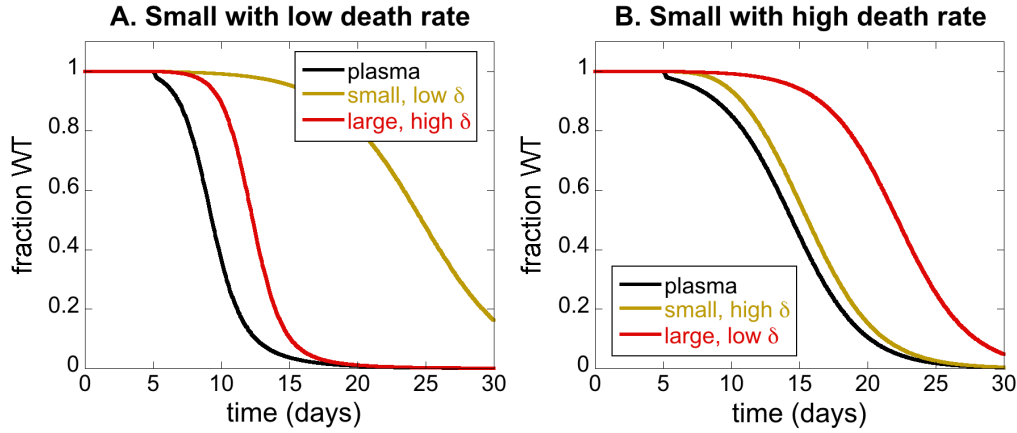 A. Small with low death rate
fraction WT
1
0.8
0.6
0.4
0.2
0
0 5 10 15 20 25 30
time (days)
plasma
small, low δ
large, high δ
B. Small with high death rate
fraction WT
1
0.8
0.6
0.4
0.2
0
0 5 10 15 20 25 30
time (days)
plasma
small, high δ
large, low δ